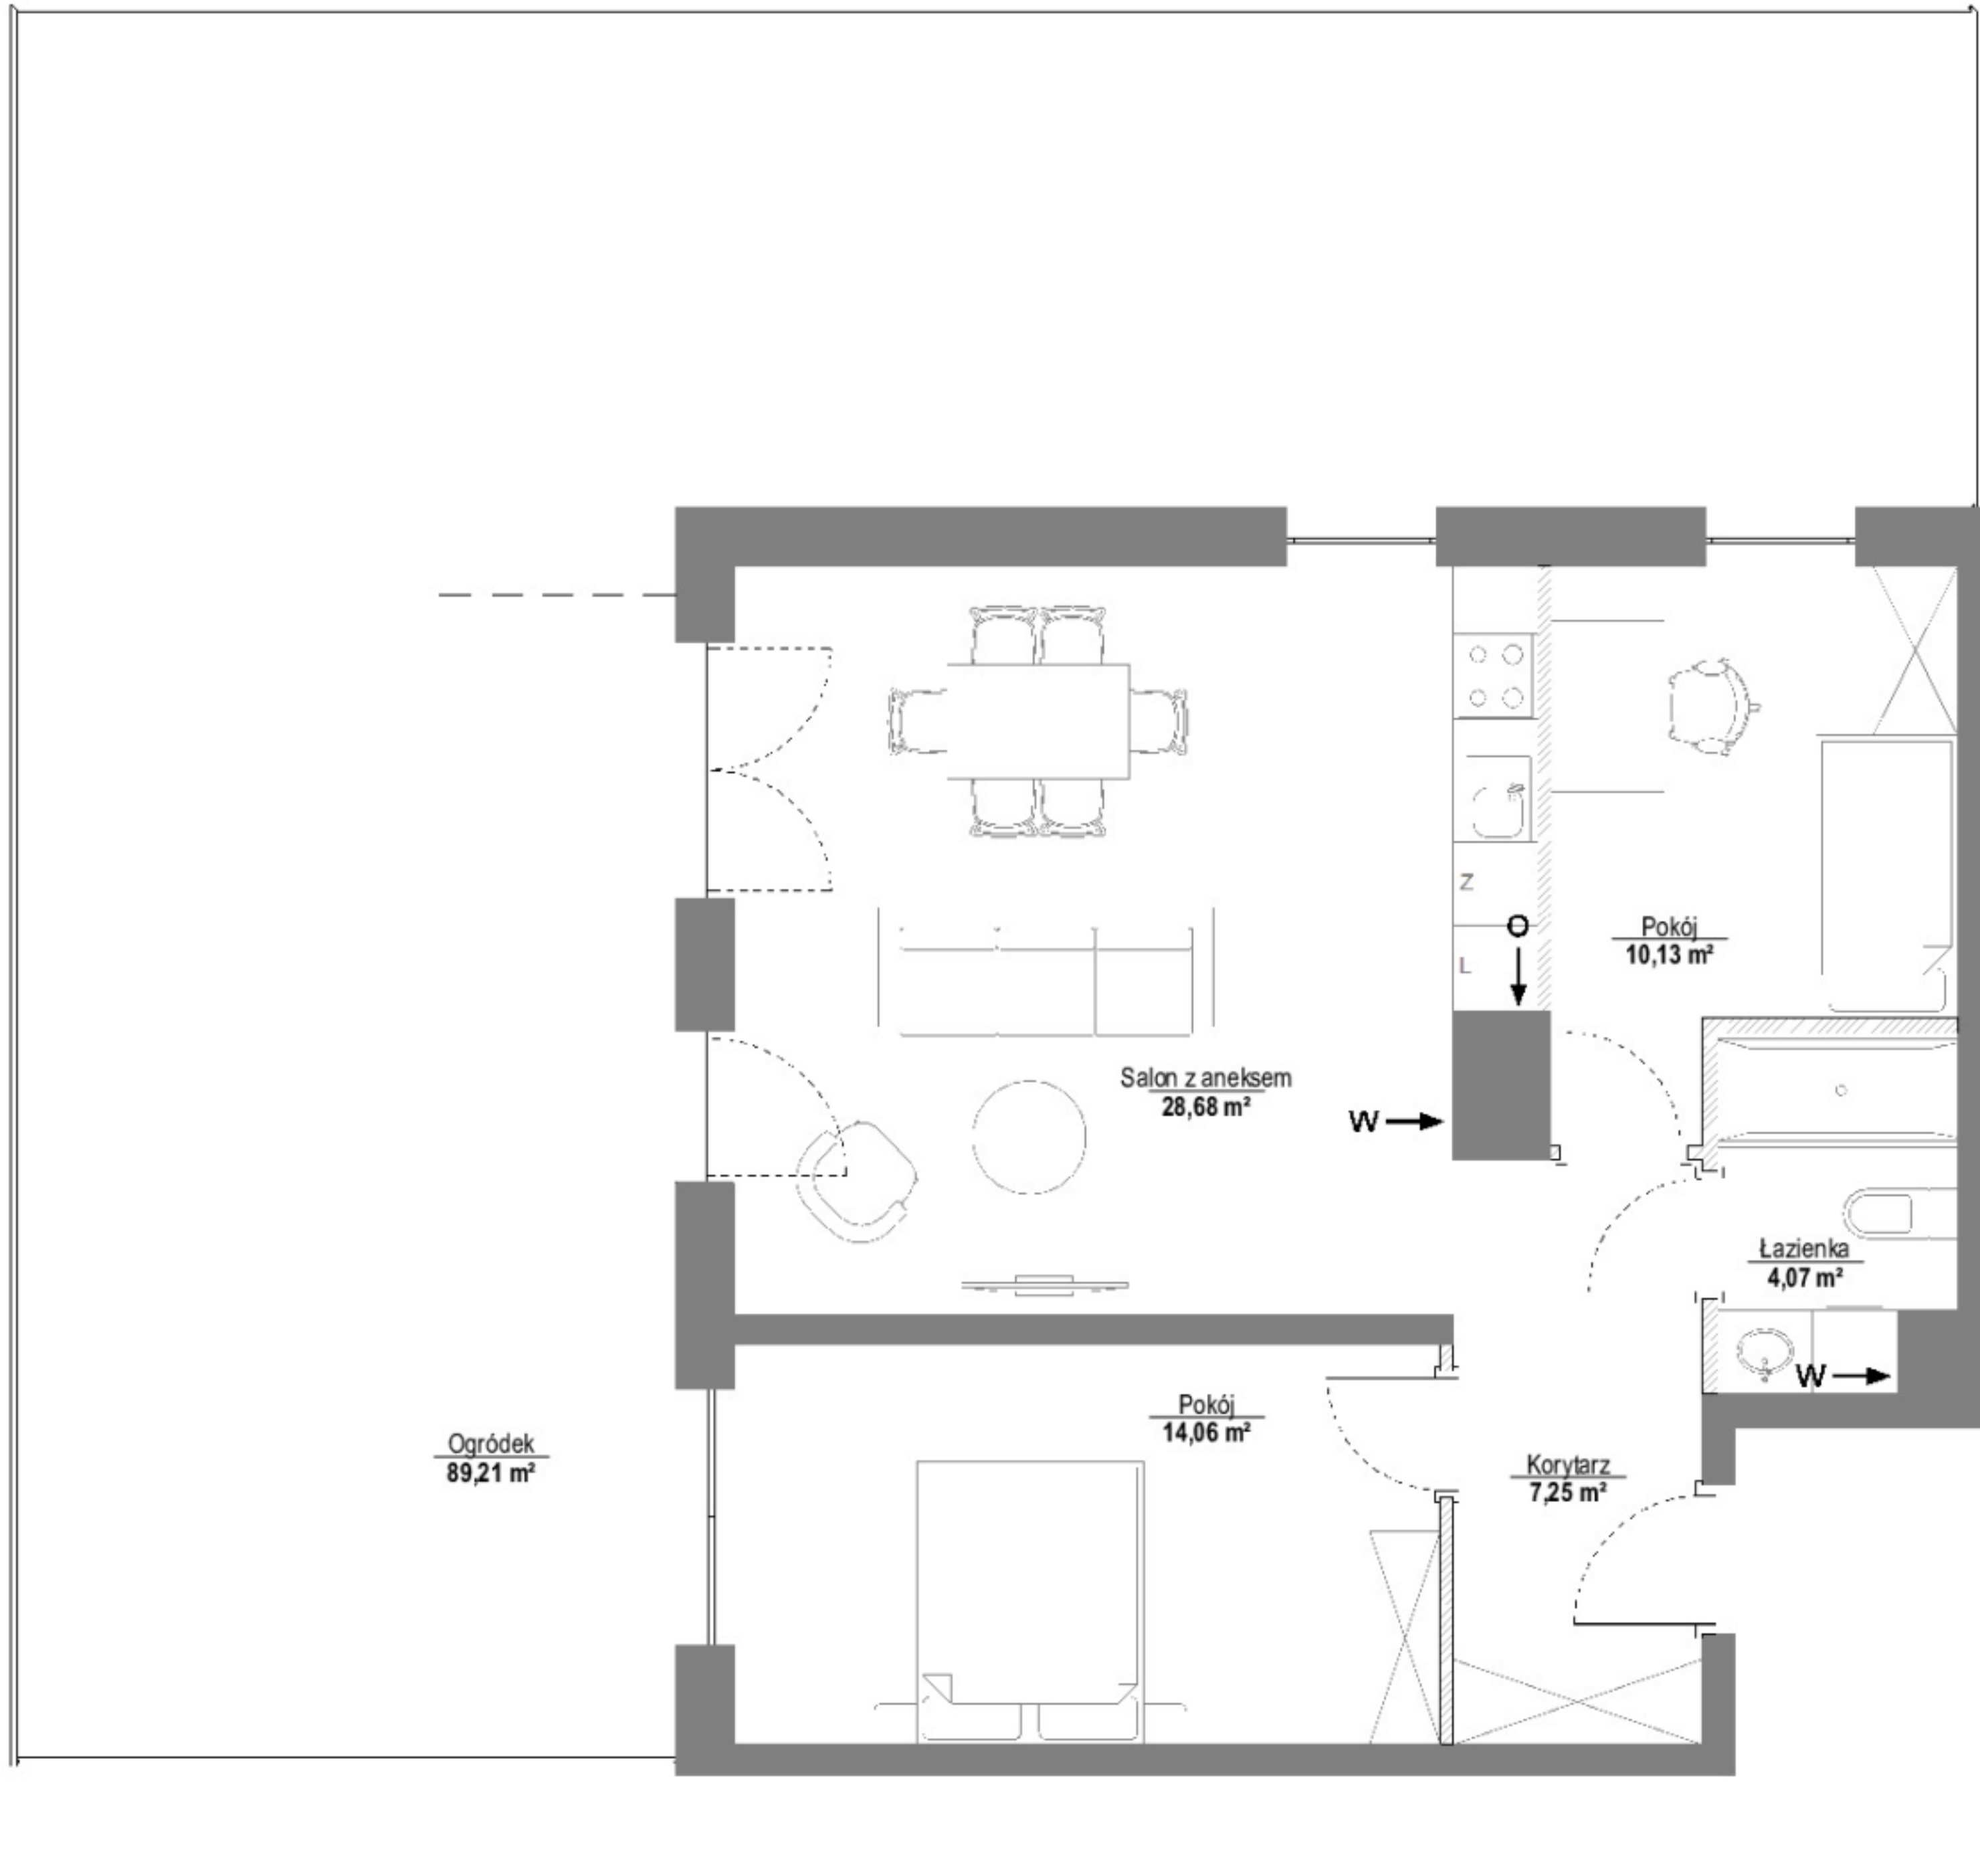 Z
O
L
Pokój
10,13 m²
Salon z aneksem
28,68 m²
W
Łazienka
4,07 m²
W
Pokój
14,06 m²
Ogródek
89,21 m²
Korytarz
7,25 m²